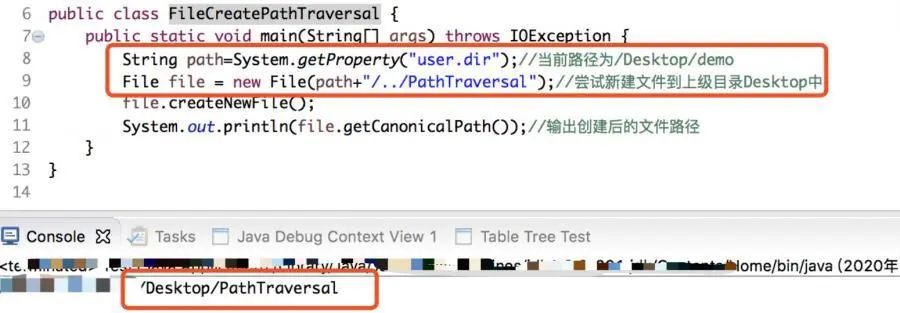 6 public class FileCreatePathTraversal {
7 public static void main(String[] args) throws IOException {
8 String path=System.getProperty("user.dir");//当前路径为/Desktop/demo
9 File file = new File(path+"/../PathTraversal");//尝试新建文件到上级目录Desktop中
10 file.createNewFile();
11 System.out.println(file.getCanonicalPath());//输出创建后的文件路径
12 }
13 }
14
Console Tasks Java Debug Context View 1 Table Tree Test
/Home/bin/java (2020年
/Desktop/PathTraversal